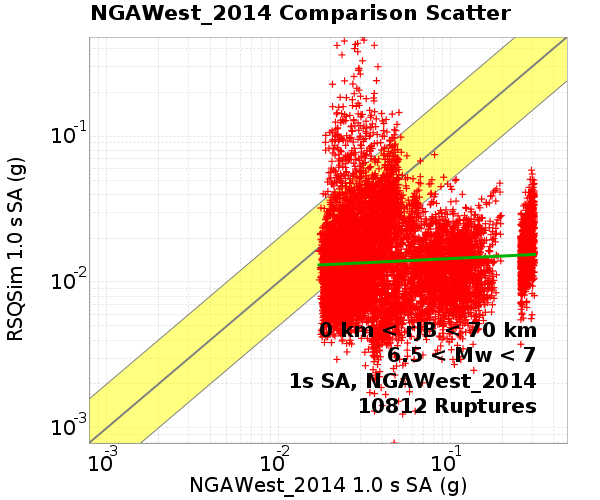 NGAWest_2014 Comparison Scatter
RSQSim 1.0 s SA (g)
10-1
10-2
10-3
0 km < rJB < 70 km
6.5 < Mw < 7
1s SA, NGAWest_2014
10812 Ruptures
10-3 10-2 10-1
NGAWest_2014 1.0 s SA (g)